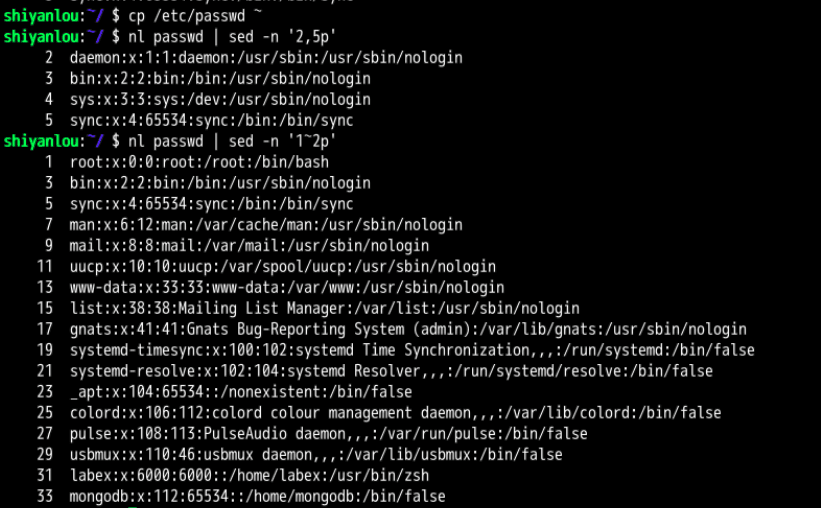 shiyanlou:~/ $ cp /etc/passwd ~
shiyanlou:~/ $ nl passwd | sed -n '2,5p'
2 daemon:x:1:1:daemon:/usr/sbin:/usr/sbin/nologin
3 bin:x:2:2:bin:/bin:/usr/sbin/nologin
4 sys:x:3:3:sys:/dev:/usr/sbin/nologin
5 sync:x:4:65534:sync:/bin:/bin/sync
shiyanlou:~/ $ nl passwd | sed -n '1~2p'
1 root:x:0:0:root:/root:/bin/bash
3 bin:x:2:2:bin:/bin:/usr/sbin/nologin
5 sync:x:4:65534:sync:/bin:/bin/sync
7 man:x:6:12:man:/var/cache/man:/usr/sbin/nologin
9 mail:x:8:8:mail:/var/mail:/usr/sbin/nologin
11 uucp:x:10:10:uucp:/var/spool/uucp:/usr/sbin/nologin
13 www-data:x:33:33:www-data:/var/www:/usr/sbin/nologin
15 list:x:38:38:Mailing List Manager:/var/list:/usr/sbin/nologin
17 gnats:x:41:41:Gnats Bug-Reporting System (admin):/var/lib/gnats:/usr/sbin/nologin
19 systemd-timesync:x:100:102:systemd Time Synchronization,,,:/run/systemd:/bin/false
21 systemd-resolve:x:102:104:systemd Resolver,,,:/run/systemd/resolve:/bin/false
23 _apt:x:104:65534::/nonexistent:/bin/false
25 colord:x:106:112:colord colour management daemon,,,:/var/lib/colord:/bin/false
27 pulse:x:108:113:PulseAudio daemon,,,:/var/run/pulse:/bin/false
29 usbmux:x:110:46:usbmux daemon,,,:/var/lib/usbmux:/bin/false
31 labex:x:6000:6000::/home/labex:/usr/bin/zsh
33 mongodb:x:112:65534::/home/mongodb:/bin/false